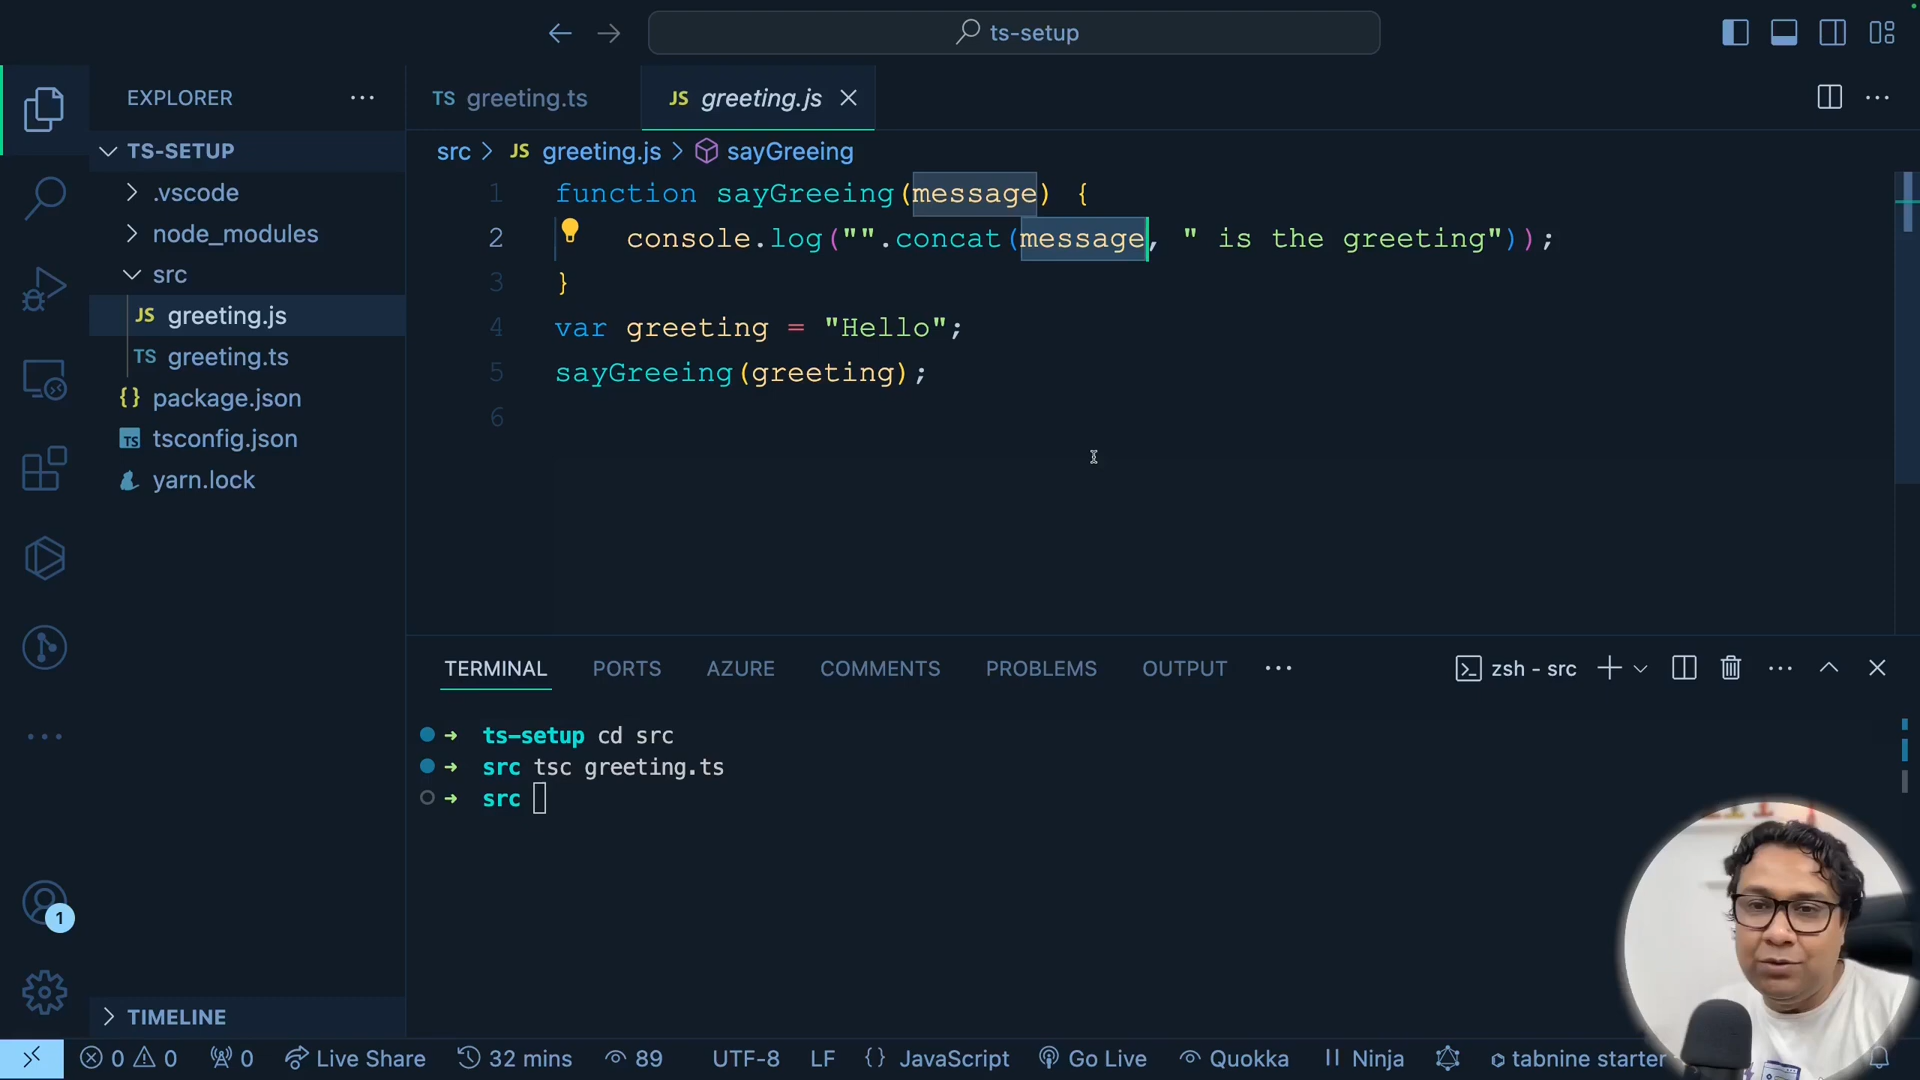 ts-setup
EXPLORER
TS-SETUP
.vscode
node_modules
src
JS greeting.js
TS greeting.ts
{} package.json
TS tsconfig.json
yarn.lock
TIMELINE
TS greeting.ts
JS greeting.js
src > JS greeting.js > sayGreeing
1 function sayGreeing(message) {
2 console.log("".concat(message, " is the greeting"));
3 }
4 var greeting = "Hello";
5 sayGreeing(greeting);
6
TERMINAL PORTS AZURE COMMENTS PROBLEMS OUTPUT
zsh - src
→ ts-setup cd src
→ src tsc greeting.ts
→ src
1
0 0 0 Live Share 32 mins 89 UTF-8 LF {} JavaScript Go Live Quokka Ninja tabnine starter